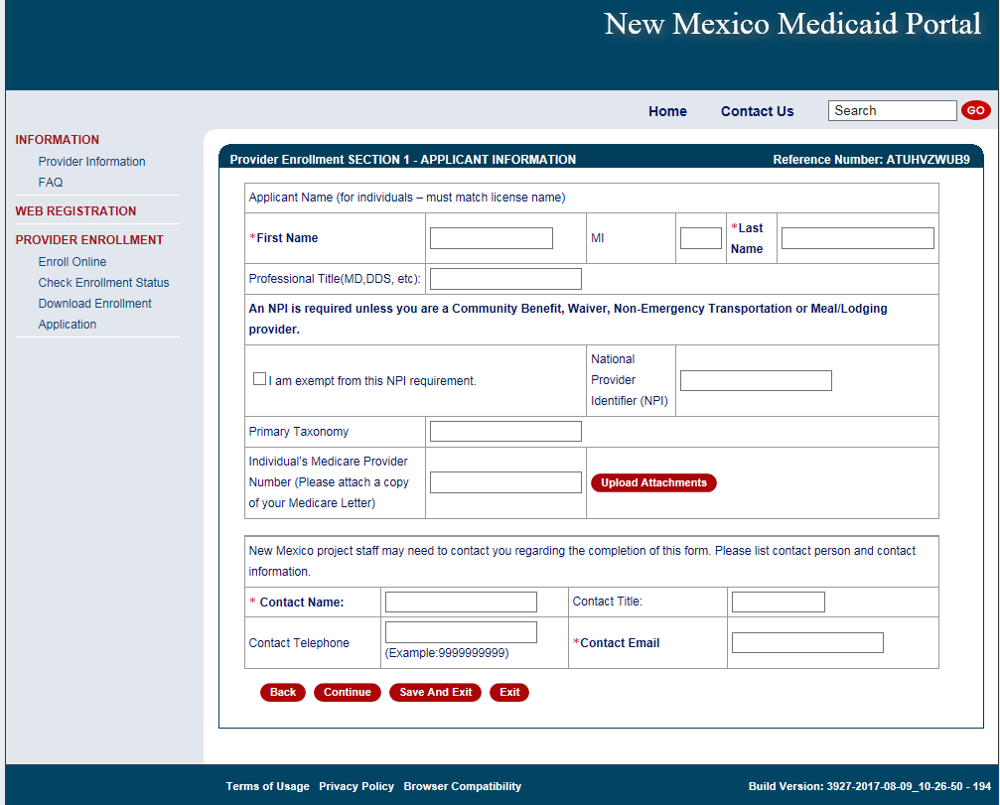 New Mexico Medicaid Portal
Home
Contact Us
Search
GO
INFORMATION
Provider Information
FAQ
WEB REGISTRATION
PROVIDER ENROLLMENT
Enroll Online
Check Enrollment Status
Download Enrollment
Application
Provider Enrollment SECTION 1 - APPLICANT INFORMATION
Reference Number: ATUHVZWUB9
Applicant Name (for individuals – must match license name)
*First Name
MI
*Last
Name
Professional Title(MD,DDS, etc):
An NPI is required unless you are a Community Benefit, Waiver, Non-Emergency Transportation or Meal/Lodging
provider.
I am exempt from this NPI requirement.
National
Provider
Identifier (NPI)
Primary Taxonomy
Individual's Medicare Provider
Number (Please attach a copy
of your Medicare Letter)
Upload Attachments
New Mexico project staff may need to contact you regarding the completion of this form. Please list contact person and contact
information.
* Contact Name:
Contact Title:
Contact Telephone
(Example:9999999999)
*Contact Email
Back
Continue
Save And Exit
Exit
Terms of Usage
Privacy Policy
Browser Compatibility
Build Version: 3927-2017-08-09_10-26-50 - 194